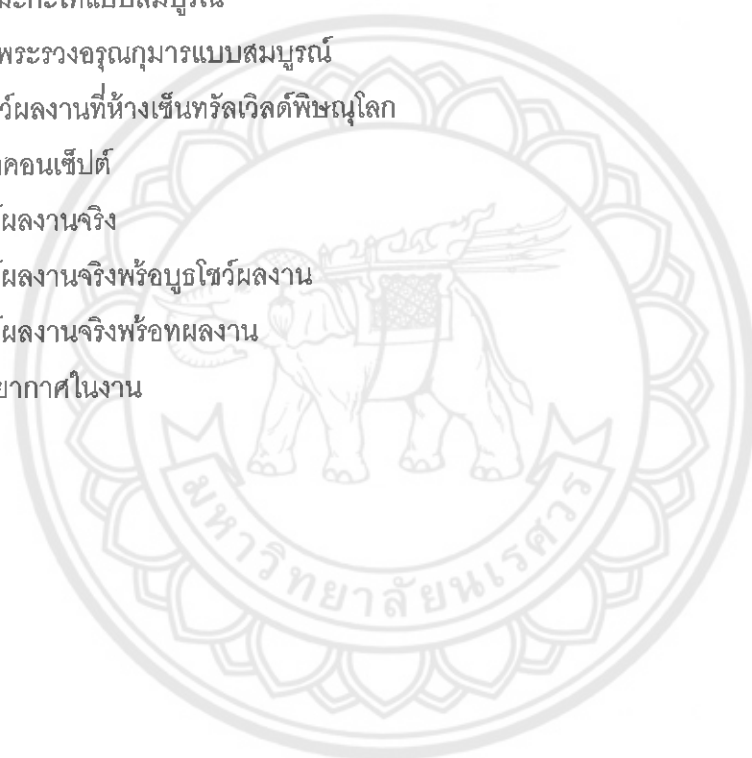 พระรวงอรุณกุมารแบบสมบูรณ์
ว์ผลงานที่ห้างเซ็นทรัลเวิลด์พิษณุโลก
คอนเซ็ปต์
ผลงานจริง
ผลงานจริงพร้อบูธโชว์ผลงาน
ผลงานจริงพร้อทผลงาน
ยากาศในงาน
มหาวิทยาลัยนเรศวร